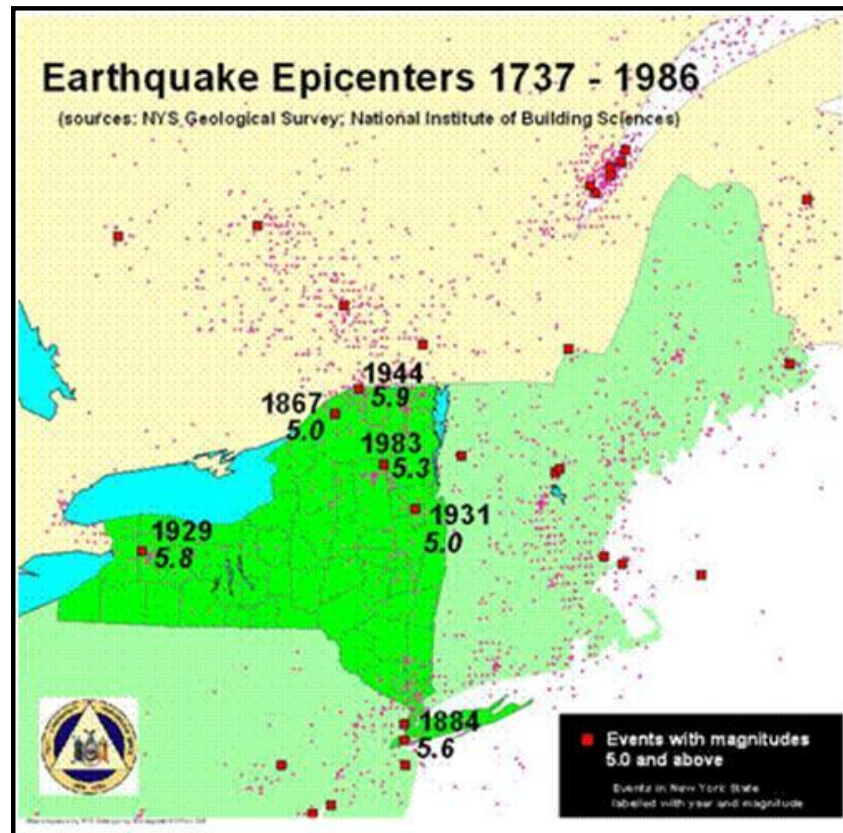 Earthquake Epicenters 1737 - 1986
(sources: NYS Geological Survey; National Institute of Building Sciences)
1944
5.9
1867
5.0
1983
5.3
1931
5.0
1929
5.8
1884
5.6
Events with magnitudes
5.0 and above
Events in New York State
labelled with year and magnitude